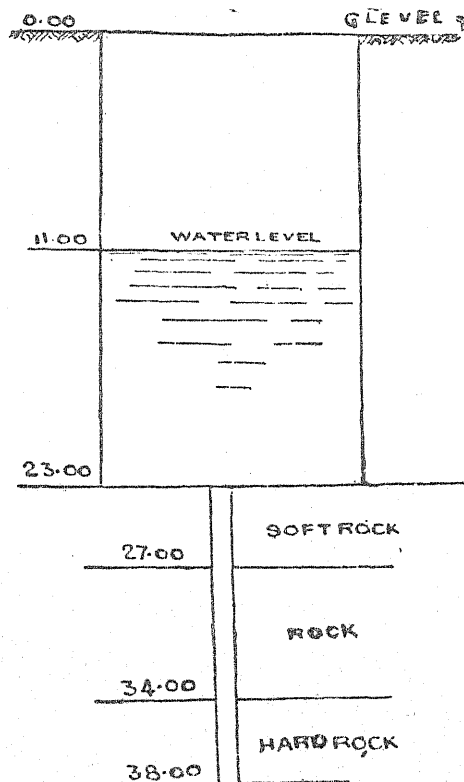 0.00 G LEVEL
11.00 WATER LEVEL
23.00
SOFT ROCK
27.00
ROCK
34.00
HARD ROCK
38.00